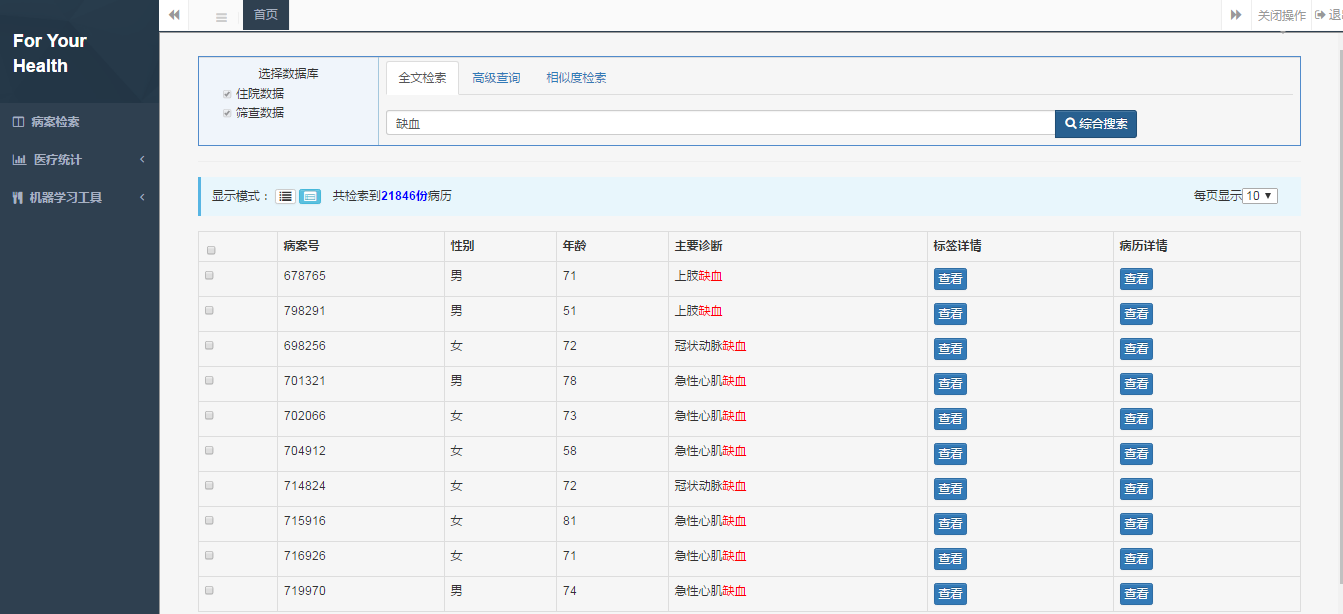 For Your
Health
病案检索
医疗统计
机器学习工具
首页
关闭操作
选择数据库
住院数据
筛查数据
全文检索
高级查询
相似度检索
缺血
综合搜索
显示模式： 共检索到21846份病历
每页显示 10
病案号 性别 年龄 主要诊断 标签详情 病历详情
678765 男 71 上肢缺血 查看 查看
798291 男 51 上肢缺血 查看 查看
698256 女 72 冠状动脉缺血 查看 查看
701321 男 78 急性心肌缺血 查看 查看
702066 女 73 急性心肌缺血 查看 查看
704912 女 58 急性心肌缺血 查看 查看
714824 女 72 冠状动脉缺血 查看 查看
715916 女 81 急性心肌缺血 查看 查看
716926 女 71 急性心肌缺血 查看 查看
719970 男 74 急性心肌缺血 查看 查看